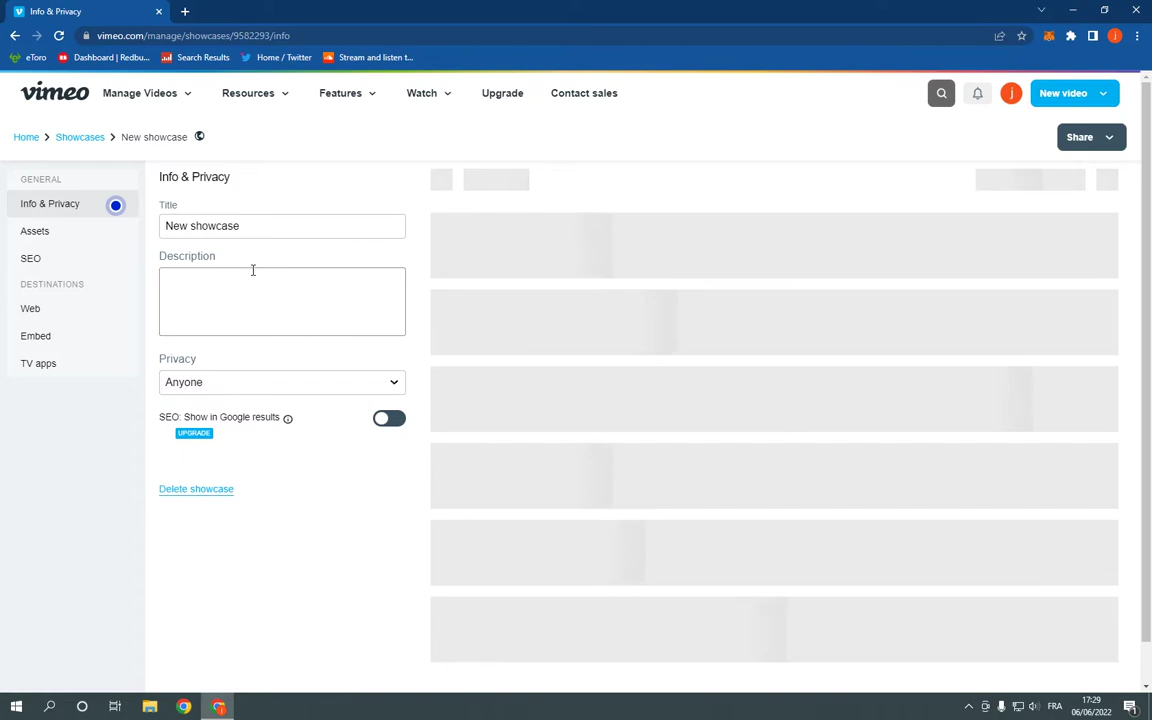 Info & Privacy
vimeo.com/manage/showcases/9582293/info
eToro
Dashboard | Redbu...
Search Results
Home / Twitter
Stream and listen t...
vimeo
Manage Videos
Resources
Features
Watch
Upgrade
Contact sales
j
New video
Home
Showcases
New showcase
Share
GENERAL
Info & Privacy
Assets
SEO
DESTINATIONS
Web
Embed
TV apps
Info & Privacy
Title
New showcase
Description
Privacy
Anyone
SEO: Show in Google results
UPGRADE
Delete showcase
FRA
17:29
06/06/2022